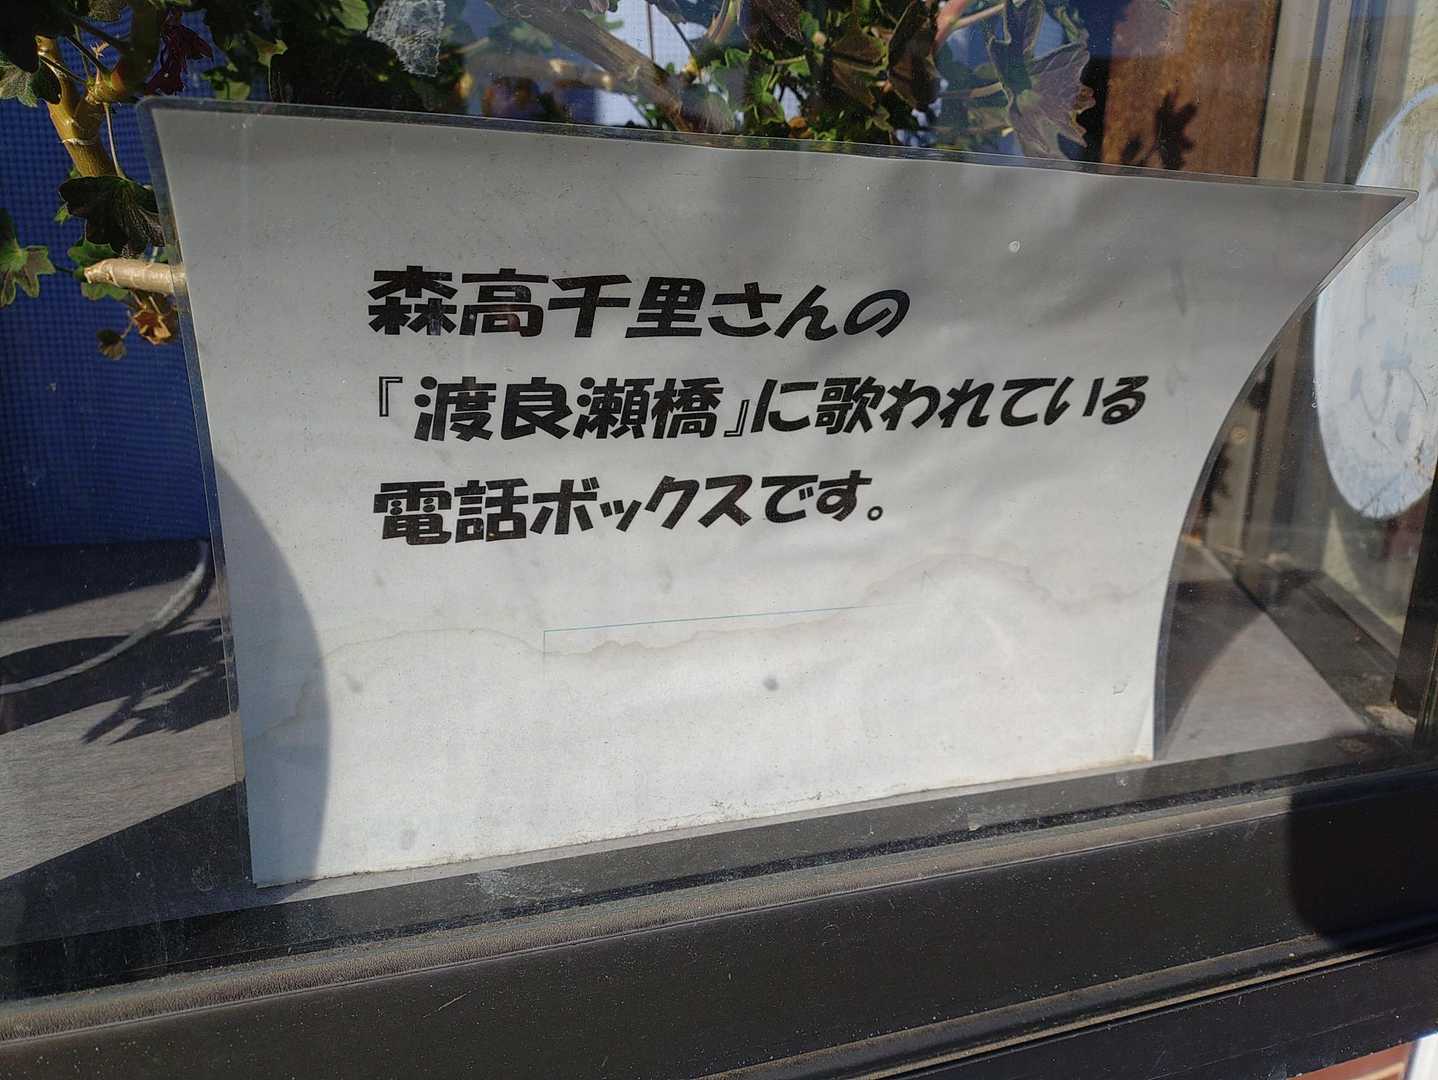 森高千里さんの
『渡良瀬橋』に歌われている
電話ボックスです。